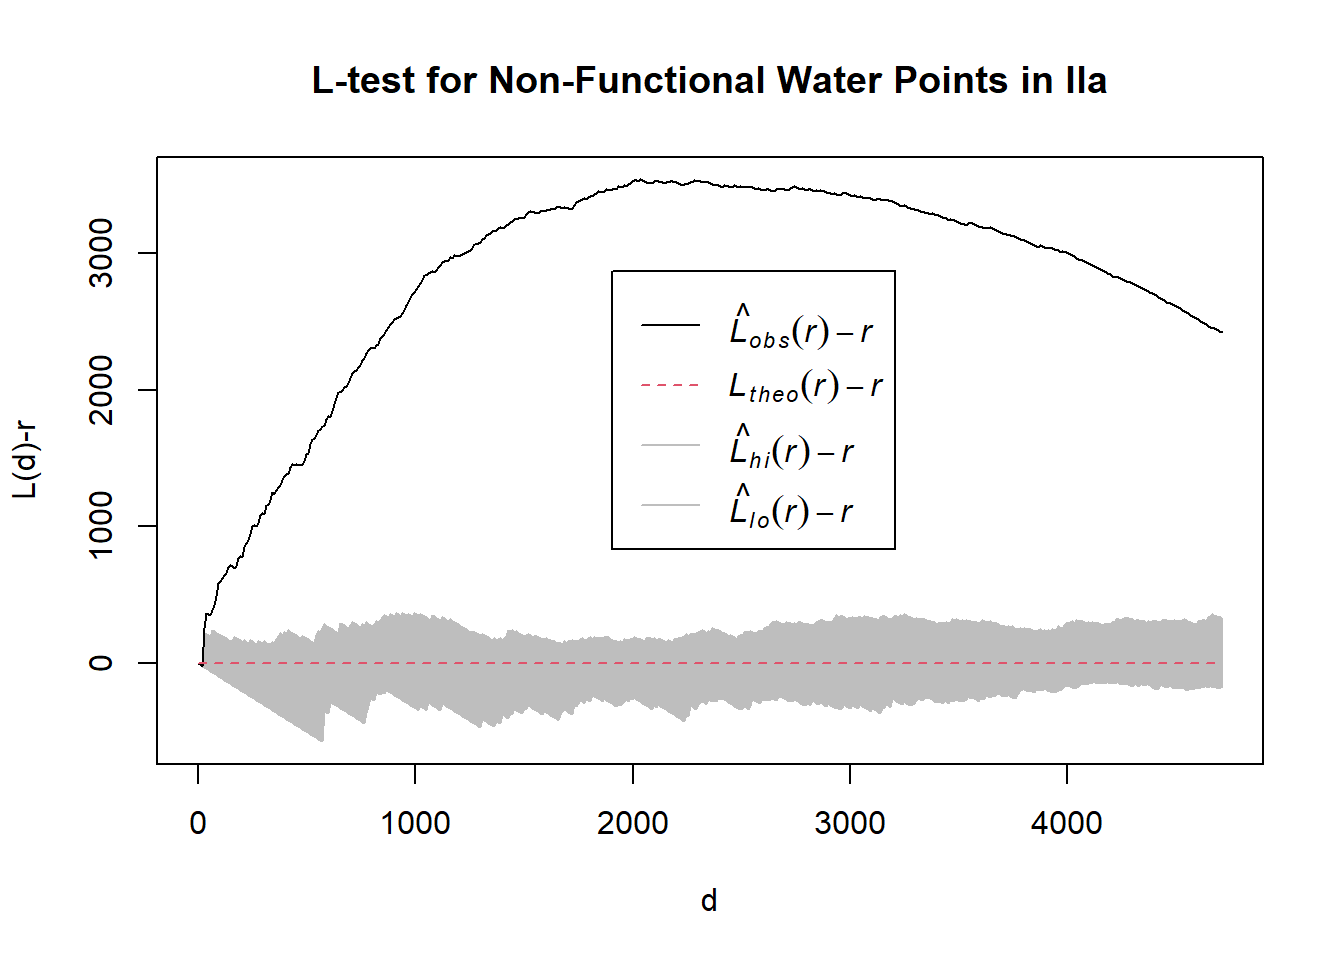 L-test for Non-Functional Water Points in Ila
L(d)-r
3000
2000
1000
0
L̂obs(r) − r
Ltheo(r) − r
L̂hi(r) − r
L̂lo(r) − r
0 1000 2000 3000 4000
d